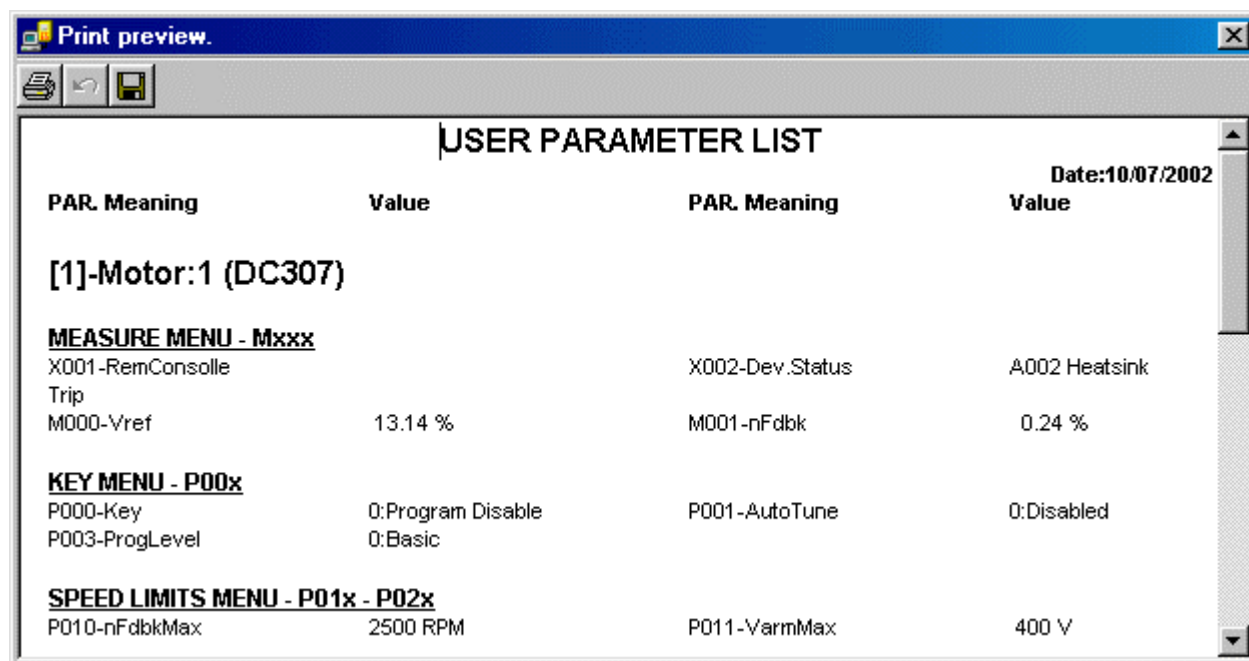 Print preview.
USER PARAMETER LIST
Date:10/07/2002
PAR. Meaning Value PAR. Meaning Value
[1]-Motor:1 (DC307)
MEASURE MENU - Mxxx
X001-RemConsolle X002-Dev.Status A002 Heatsink
Trip
M000-Vref 13.14 % M001-nFdbk 0.24 %
KEY MENU - P00x
P000-Key 0:Program Disable P001-AutoTune 0:Disabled
P003-ProgLevel 0:Basic
SPEED LIMITS MENU - P01x - P02x
P010-nFdbkMax 2500 RPM P011-VarmMax 400 V